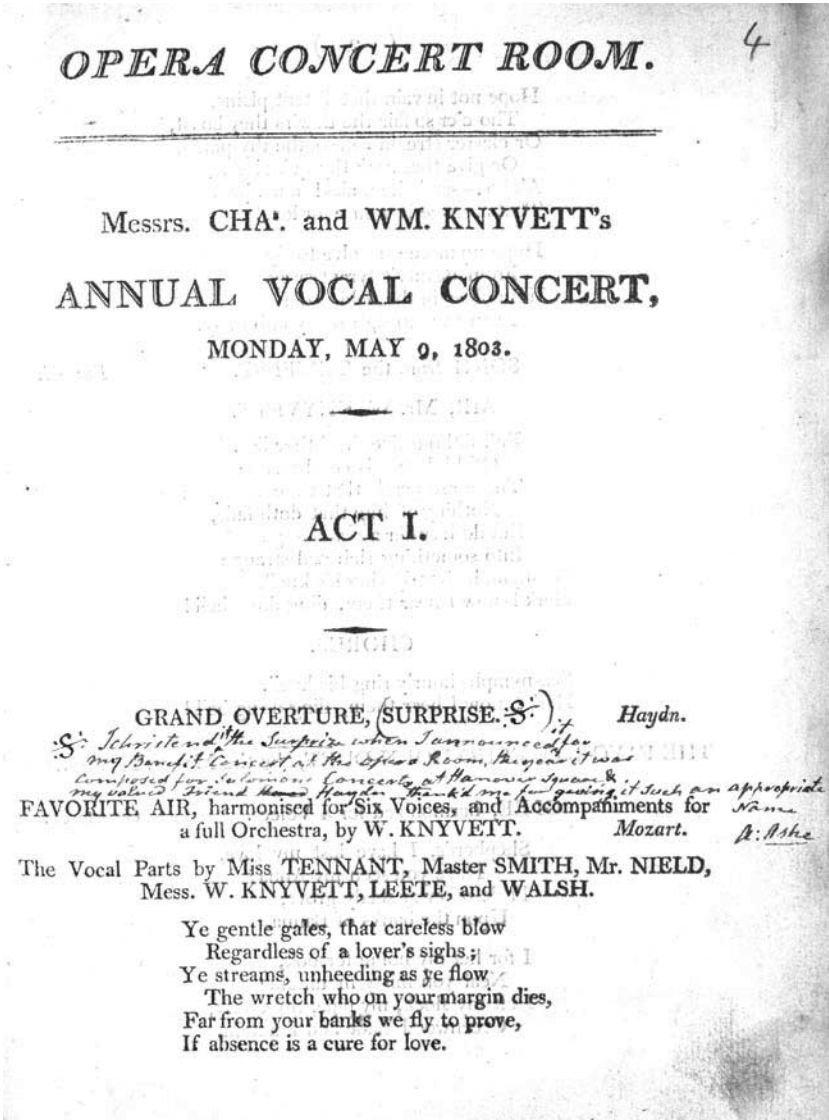 4
OPERA CONCERT ROOM.
Messrs. CHAˢ. and WM. KNYVETT's
ANNUAL VOCAL CONCERT,
MONDAY, MAY 9, 1803.
ACT I.
GRAND OVERTURE, (SURPRISE. :S:) Haydn.
:S: I christend it the Surprize when I announced it for
my Benefit Concert at the Opera Room, the year it was
composed for Salomons Concerts at Hanover Square &
my valued Friend Haydn thank'd me for giving it such an appropriate
Name
FAVORITE AIR, harmonised for Six Voices, and Accompaniments for
a full Orchestra, by W. KNYVETT. Mozart. A: Ashe
The Vocal Parts by Miss TENNANT, Master SMITH, Mr. NIELD,
Mess. W. KNYVETT, LEETE, and WALSH.
Ye gentle gales, that careless blow
Regardless of a lover's sighs;
Ye streams, unheeding as ye flow
The wretch who on your margin dies,
Far from your banks we fly to prove,
If absence is a cure for love.